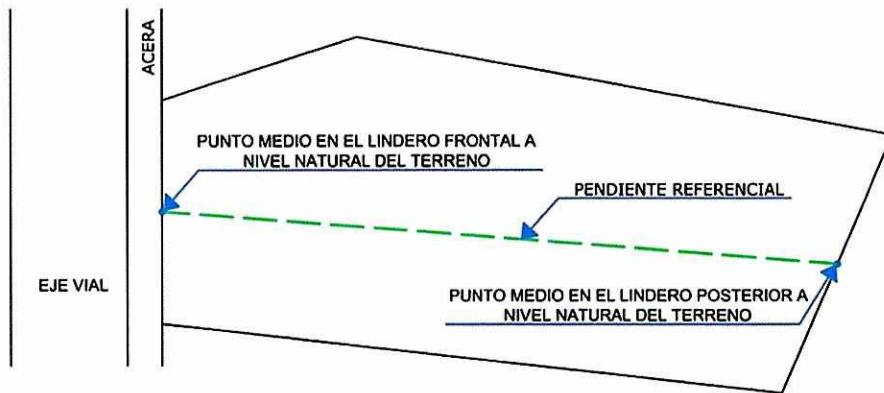 ACERA
PUNTO MEDIO EN EL LINDERO FRONTAL A
NIVEL NATURAL DEL TERRENO
PENDIENTE REFERENCIAL
EJE VIAL
PUNTO MEDIO EN EL LINDERO POSTERIOR A
NIVEL NATURAL DEL TERRENO